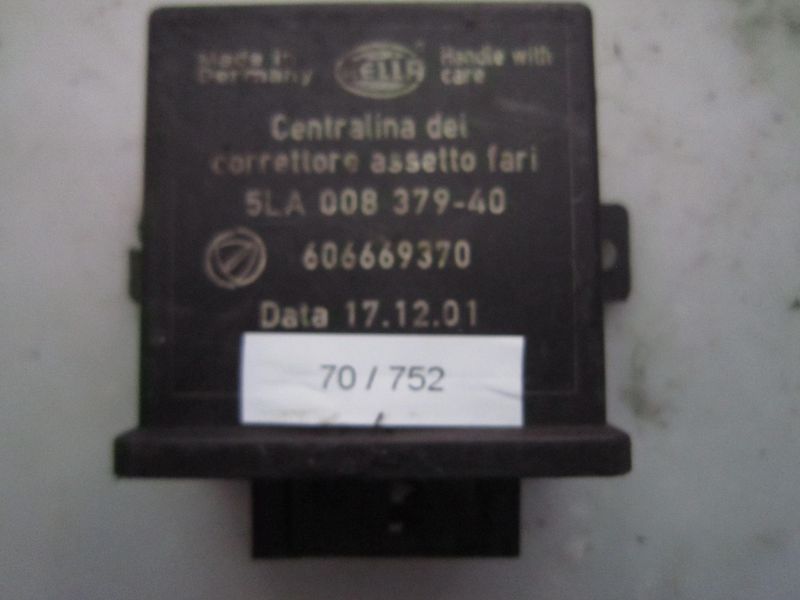 Made in
Germany
HELLA
Handle with
care
Centralina dei
correttore assetto fari
5LA 008 379-40
606669370
Data 17.12.01
70 / 752